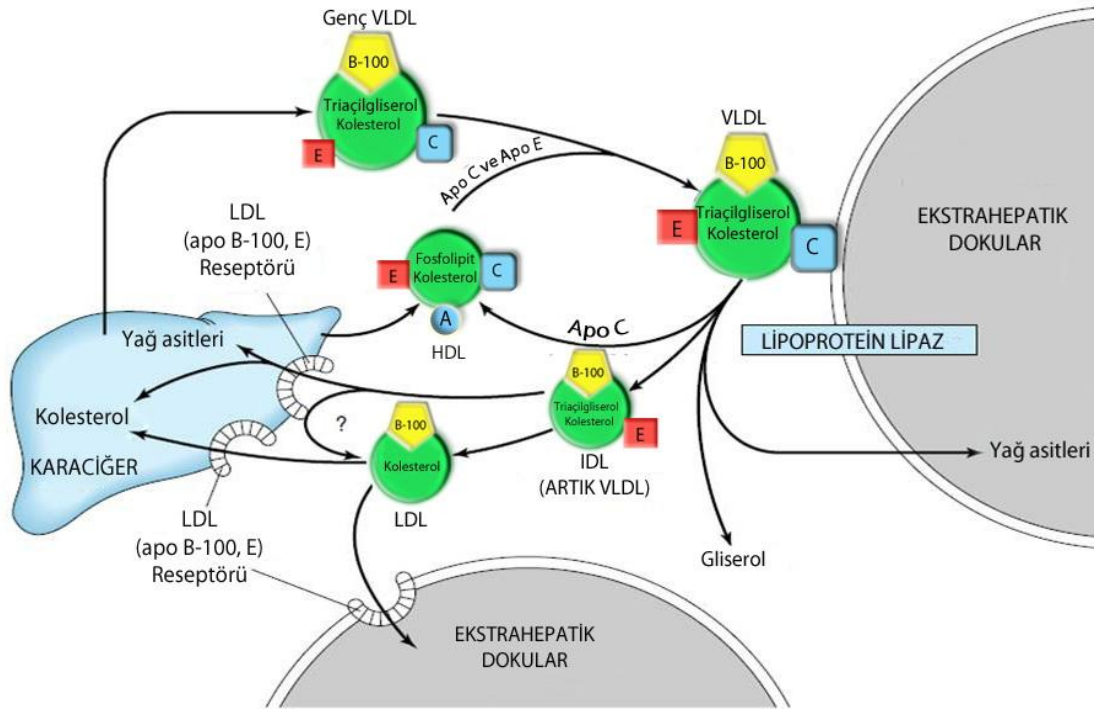 Genç VLDL
B-100
Triaçilgliserol
Kolesterol
E
C
Apo C ve Apo E
VLDL
B-100
Triaçilgliserol
Kolesterol
E
C
EKSTRAHEPATIK
DOKULAR
LDL
(apo B-100, E)
Reseptörü
Fosfolipit
Kolesterol
E
C
A
HDL
Apo C
LİPOPROTEİN LİPAZ
Yağ asitleri
Kolesterol
KARACİĞER
?
B-100
Kolesterol
LDL
B-100
Triaçilgliserol
Kolesterol
E
IDL
(ARTIK VLDL)
Yağ asitleri
Gliserol
LDL
(apo B-100, E)
Reseptörü
EKSTRAHEPATİK
DOKULAR